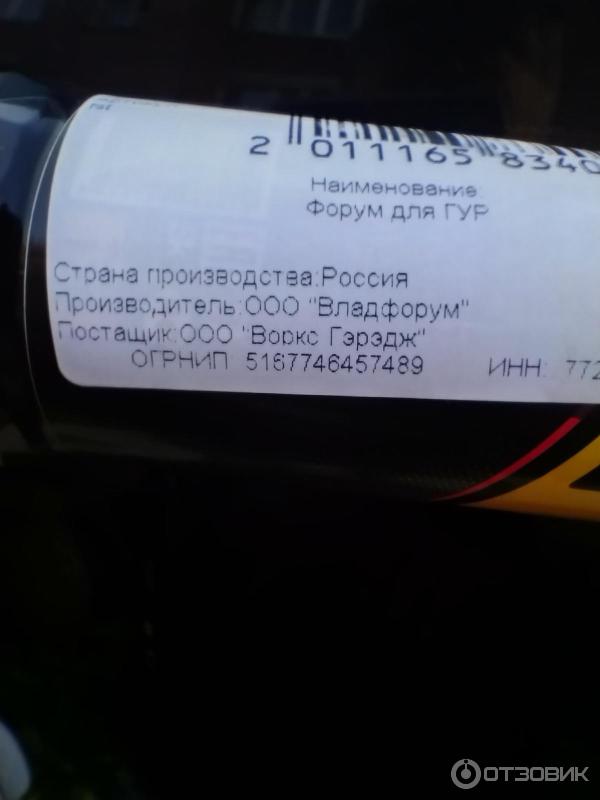 2 011165 8340
Наименование:
Форум для ГУР
Страна производства:Россия
Производитель:ООО "Владфорум"
Постащик:ООО "Воркс Гэрэдж"
ОГРНИП 5167746457489 ИНН: 772
ОТЗОВИК